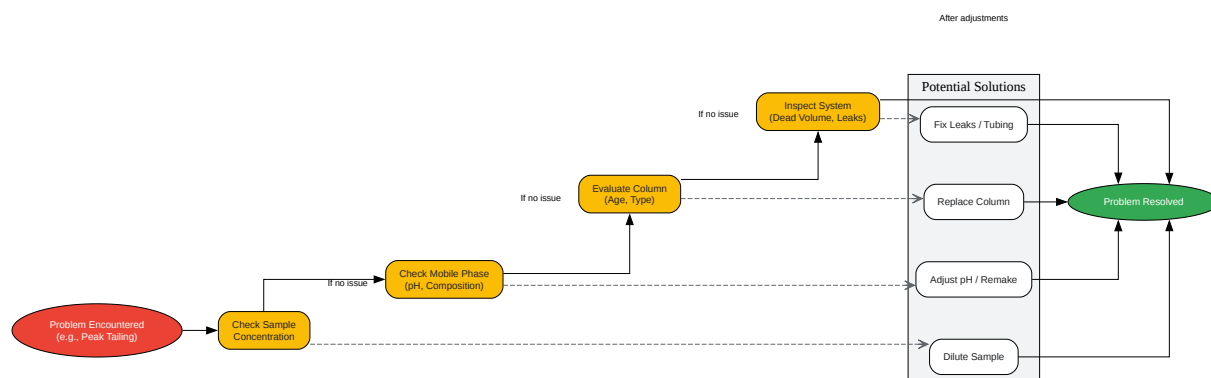 After adjustments
Potential Solutions
Inspect System
(Dead Volume, Leaks)
If no issue
Fix Leaks / Tubing
Evaluate Column
(Age, Type)
If no issue
Replace Column
Problem Resolved
Check Mobile Phase
(pH, Composition)
If no issue
Adjust pH / Remake
Problem Encountered
(e.g., Peak Tailing)
Check Sample
Concentration
Dilute Sample